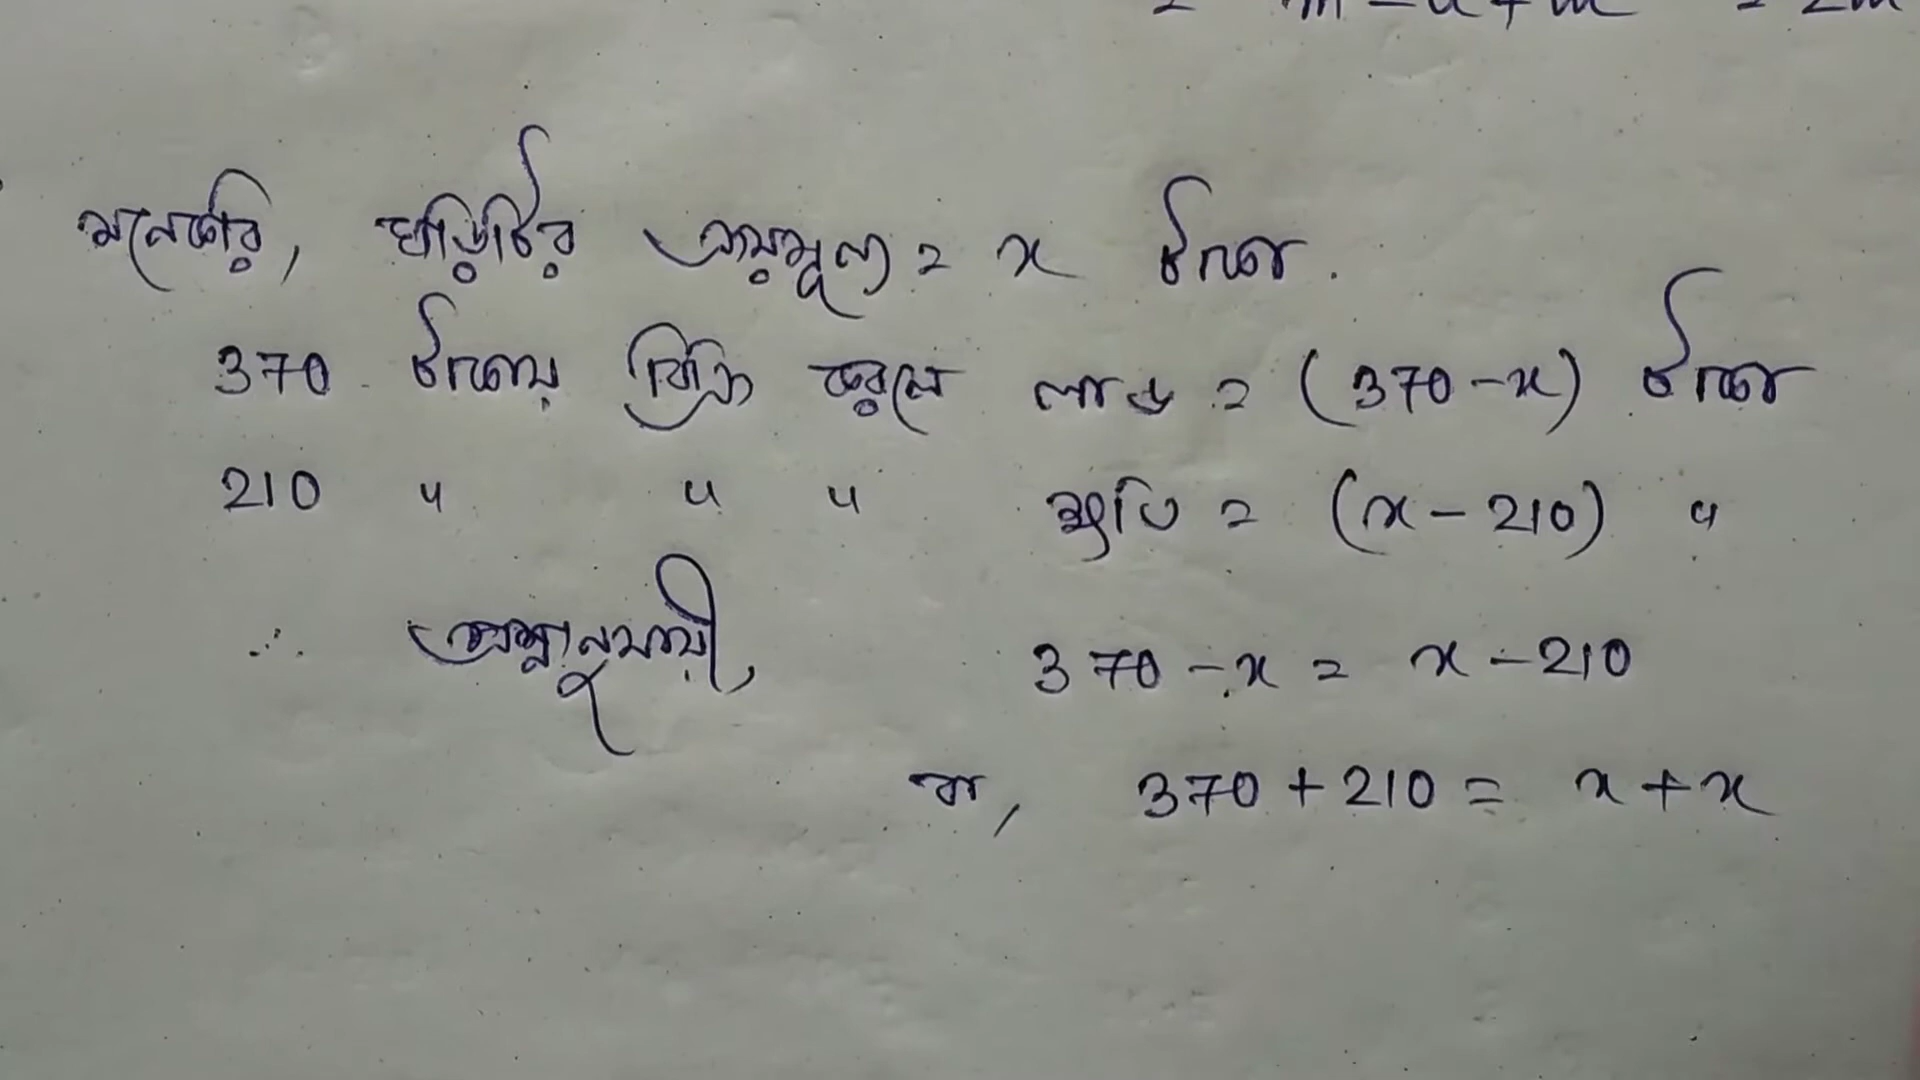 মনেকরি, ঘড়িটির ক্রয়মূল্য = x টাকা.
370 টাকায় বিক্রি করলে লাভ = (370 - x) টাকা
210 " " " ক্ষতি = (x - 210) "
∴ প্রশ্নানুযায়ী, 370 - x = x - 210
বা, 370 + 210 = x + x